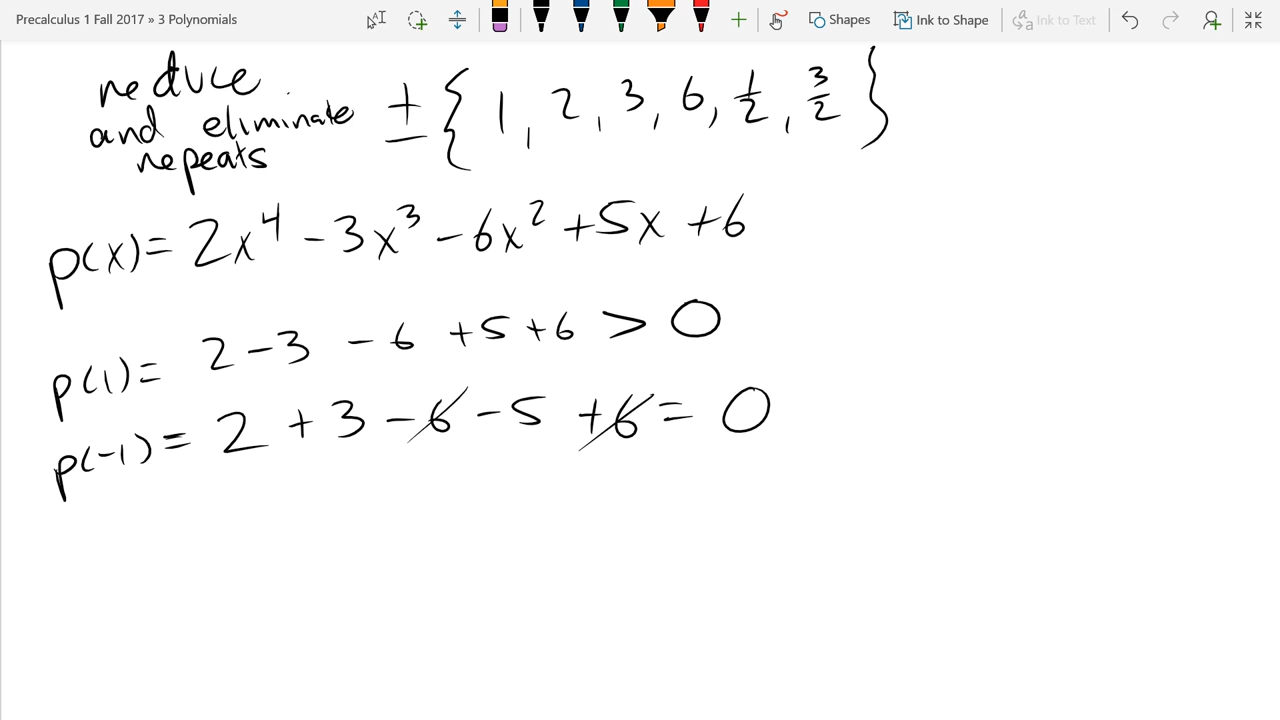 Precalculus 1 Fall 2017 » 3 Polynomials
Shapes Ink to Shape Ink to Text
reduce
and eliminate
repeats
± { 1, 2, 3, 6, 1/2, 3/2 }
p(x) = 2x⁴ - 3x³ - 6x² + 5x + 6
p(1) = 2 - 3 - 6 + 5 + 6 > 0
p(-1) = 2 + 3 - 6 - 5 + 6 = 0